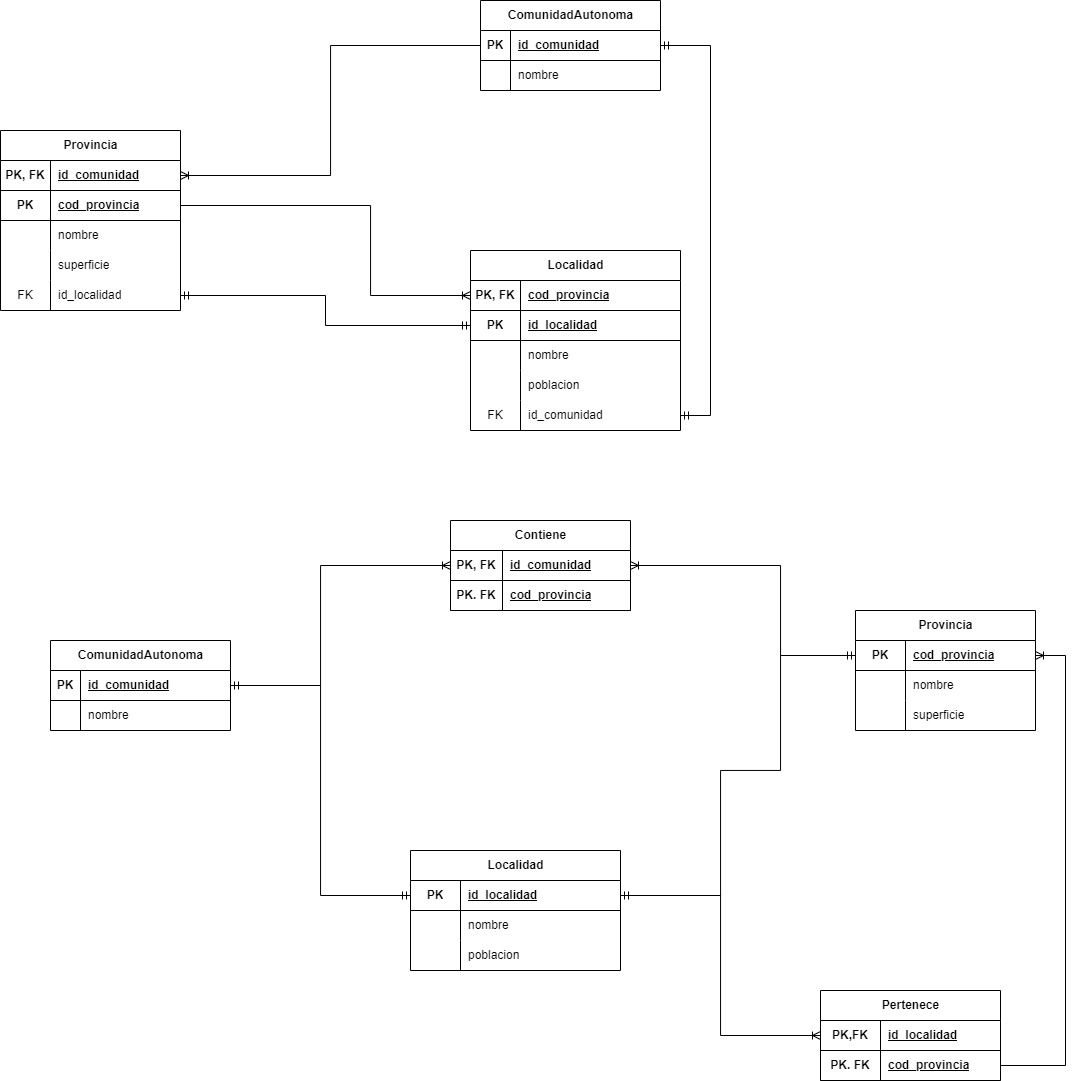 ComunidadAutonoma
PK id_comunidad
nombre
Provincia
PK, FK id_comunidad
PK cod_provincia
nombre
superficie
FK id_localidad
Localidad
PK, FK cod_provincia
PK id_localidad
nombre
poblacion
FK id_comunidad
Contiene
PK, FK id_comunidad
PK. FK cod_provincia
ComunidadAutonoma
PK id_comunidad
nombre
Provincia
PK cod_provincia
nombre
superficie
Localidad
PK id_localidad
nombre
poblacion
Pertenece
PK,FK id_localidad
PK. FK cod_provincia